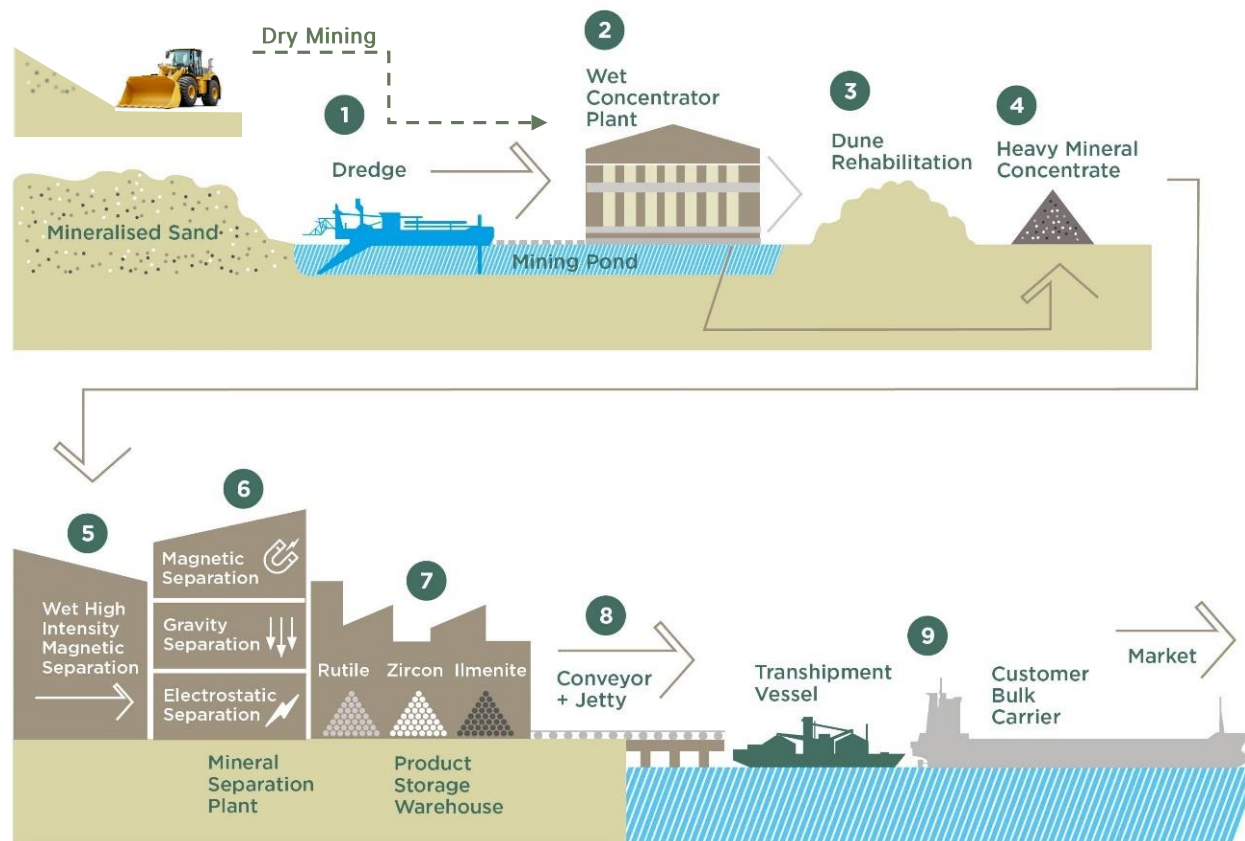 Dry Mining
1
Dredge
2
Wet
Concentrator
Plant
3
Dune
Rehabilitation
4
Heavy Mineral
Concentrate
Mineralised Sand
Mining Pond
5
Wet High
Intensity
Magnetic
Separation
6
Magnetic
Separation
Gravity
Separation
Electrostatic
Separation
Mineral
Separation
Plant
7
Rutile
Zircon
Ilmenite
Product
Storage
Warehouse
8
Conveyor
+ Jetty
Transhipment
Vessel
9
Customer
Bulk
Carrier
Market